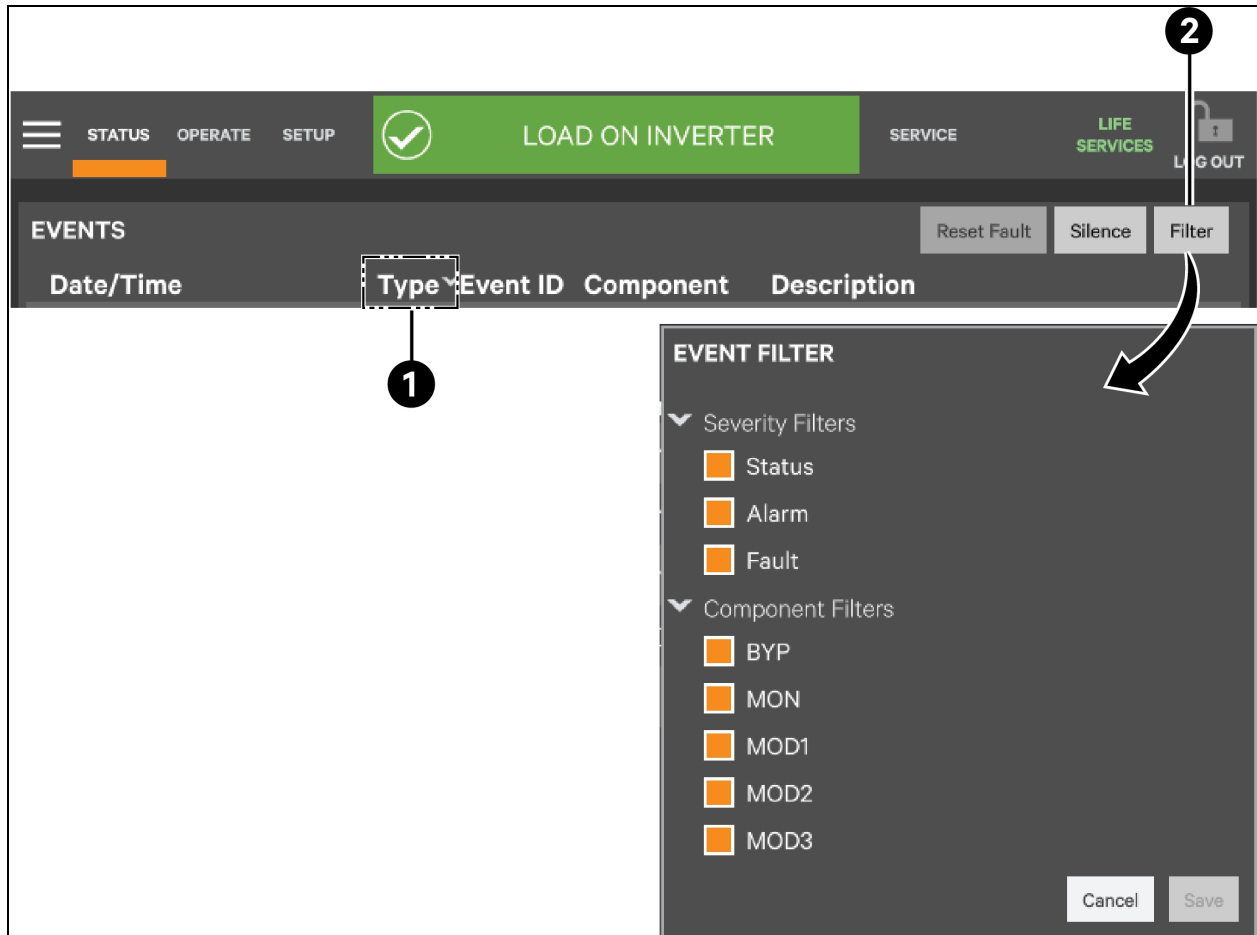 2
STATUS OPERATE SETUP LOAD ON INVERTER SERVICE LIFE SERVICES LOG OUT
EVENTS Reset Fault Silence Filter
Date/Time Type Event ID Component Description
1
EVENT FILTER
Severity Filters
Status
Alarm
Fault
Component Filters
BYP
MON
MOD1
MOD2
MOD3
Cancel Save